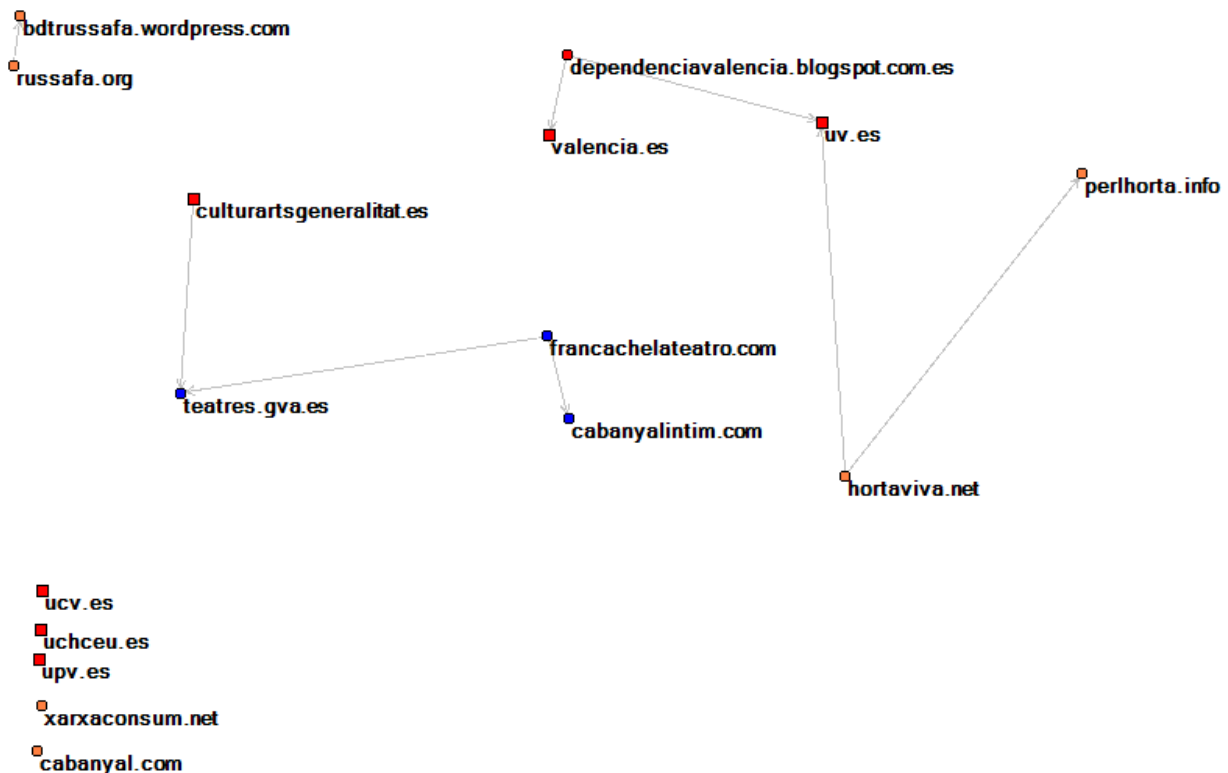 bdtrussafa.wordpress.com
russafa.org
dependenciavalencia.blogspot.com.es
uv.es
valencia.es
perlhorta.info
culturartsgeneralitat.es
francachelateatro.com
teatres.gva.es
cabanyalintim.com
hortaviva.net
ucv.es
uchceu.es
upv.es
xarxaconsum.net
cabanyal.com